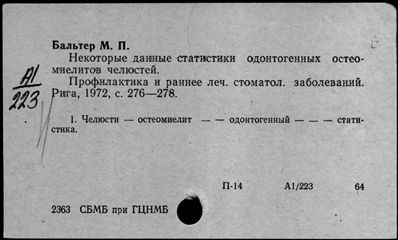 Бальтер М. П.
Некоторые данные статистики одонтогенных остео-
миелитов челюстей.
Профилактика и раннее леч. стоматол. заболеваний.
Рига, 1972, с. 276—278.
А1/
223
1. Челюсти — остеомиелит — — одонтогенный — — — стати-
стика.
П-14 А1/223 64
2363 СБМБ при ГЦНМБ